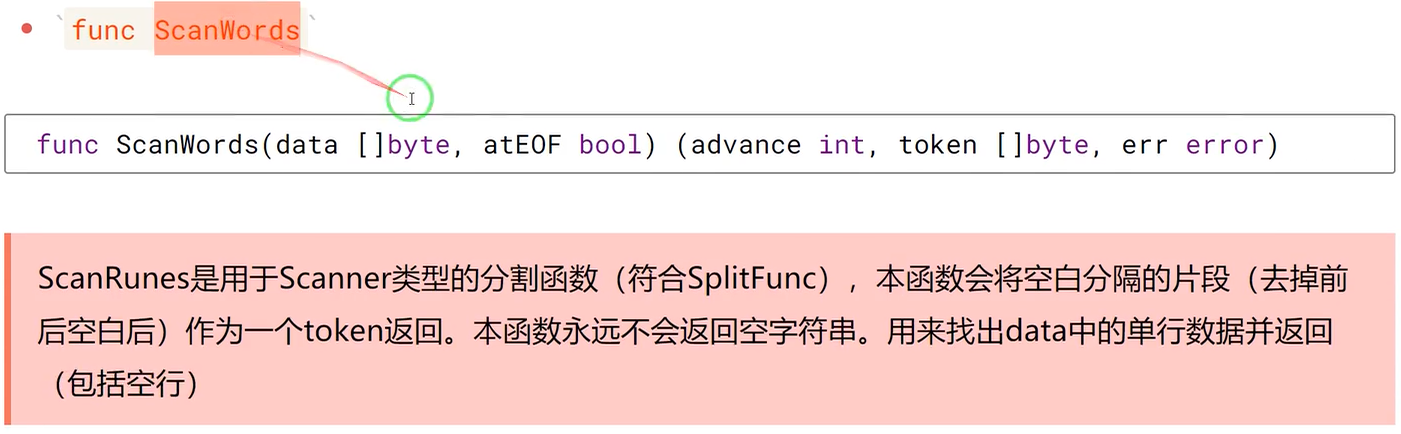 `func ScanWords`
func ScanWords(data []byte, atEOF bool) (advance int, token []byte, err error)
ScanRunes是用于Scanner类型的分割函数（符合SplitFunc），本函数会将空白分隔的片段（去掉前
后空白后）作为一个token返回。本函数永远不会返回空字符串。用来找出data中的单行数据并返回
（包括空行）